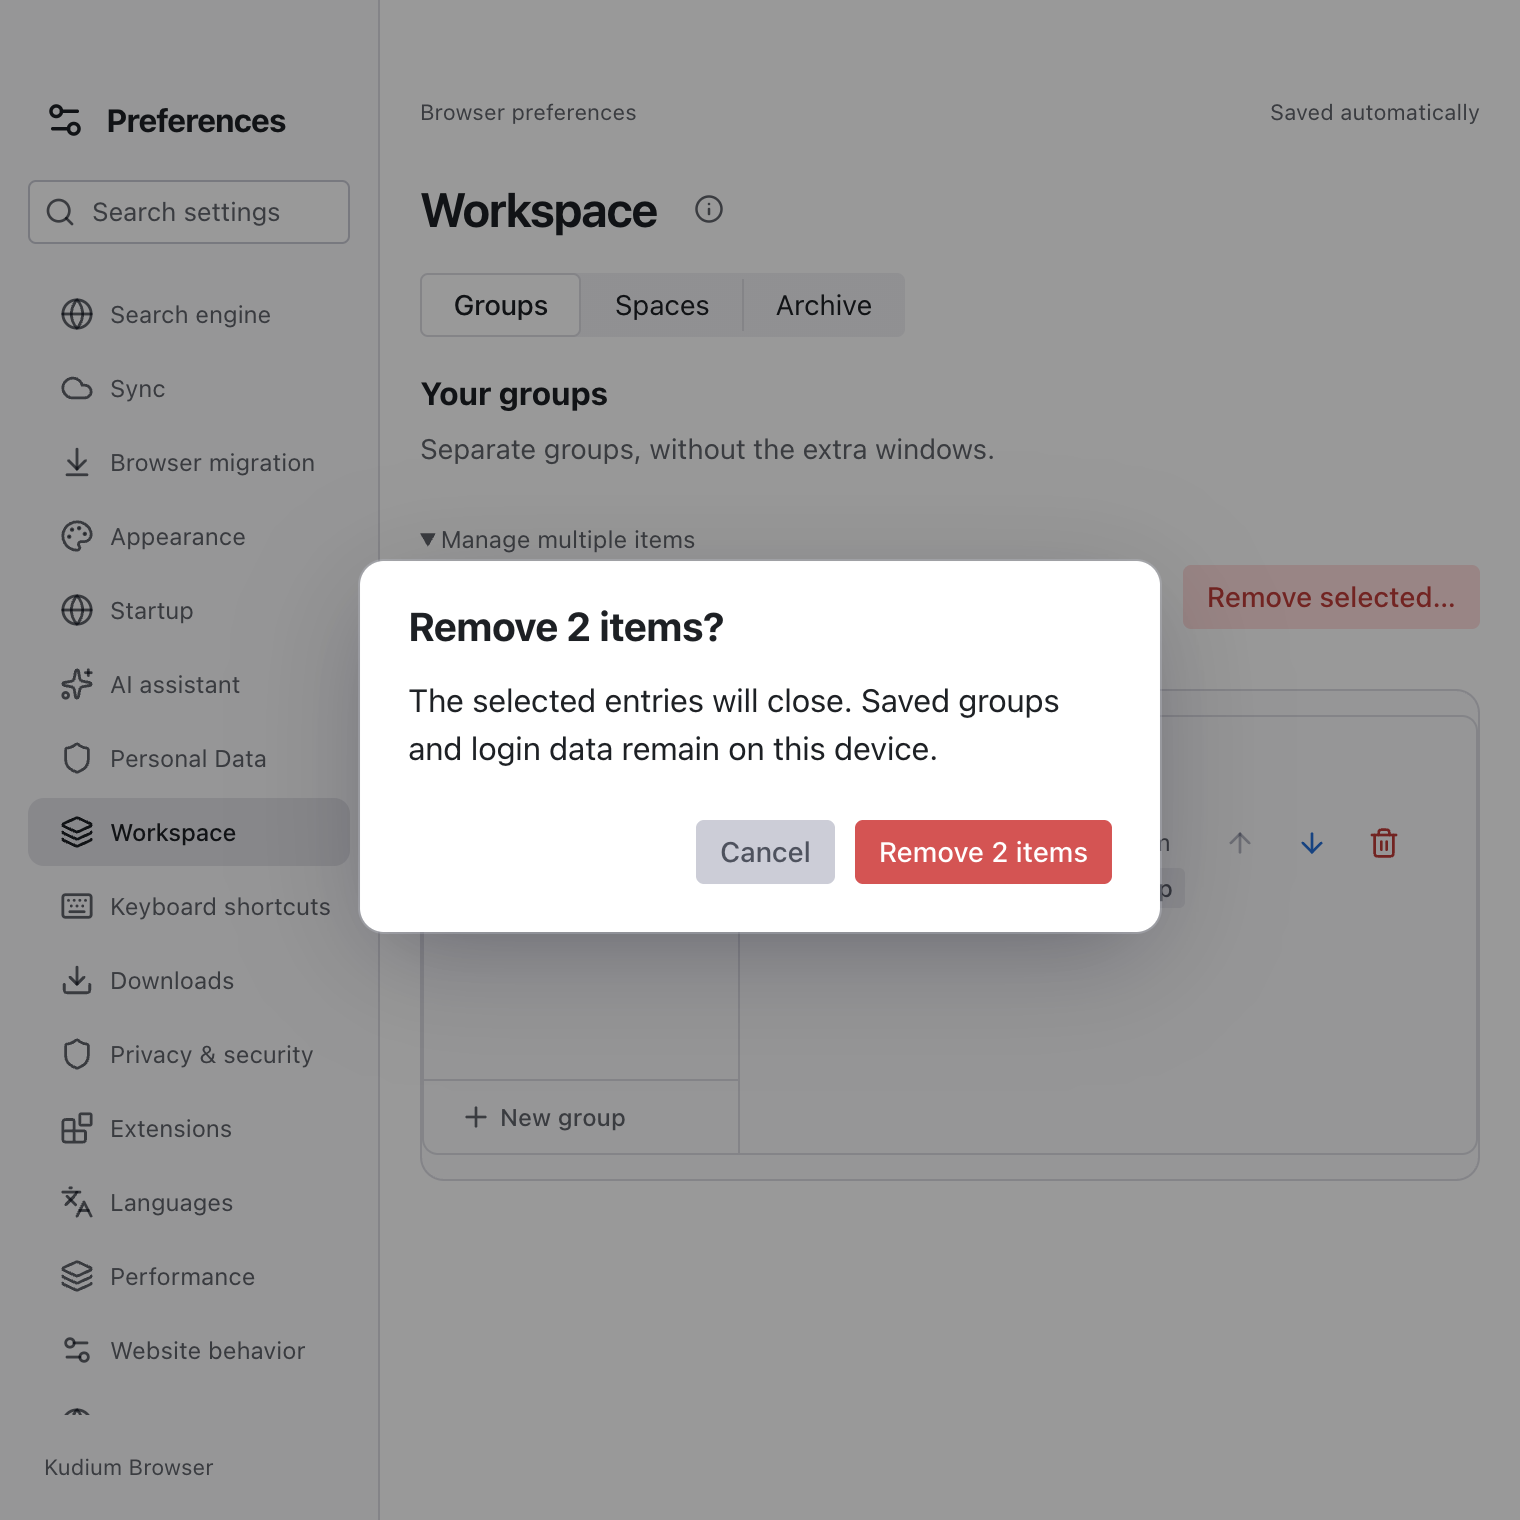 Preferences
Search settings
Search engine
Sync
Browser migration
Appearance
Startup
AI assistant
Personal Data
Workspace
Keyboard shortcuts
Downloads
Privacy & security
Extensions
Languages
Performance
Website behavior
Kudium Browser
Browser preferences
Saved automatically
Workspace
Groups
Spaces
Archive
Your groups
Separate groups, without the extra windows.
Manage multiple items
Remove selected...
Remove 2 items?
The selected entries will close. Saved groups
and login data remain on this device.
Cancel
Remove 2 items
New group